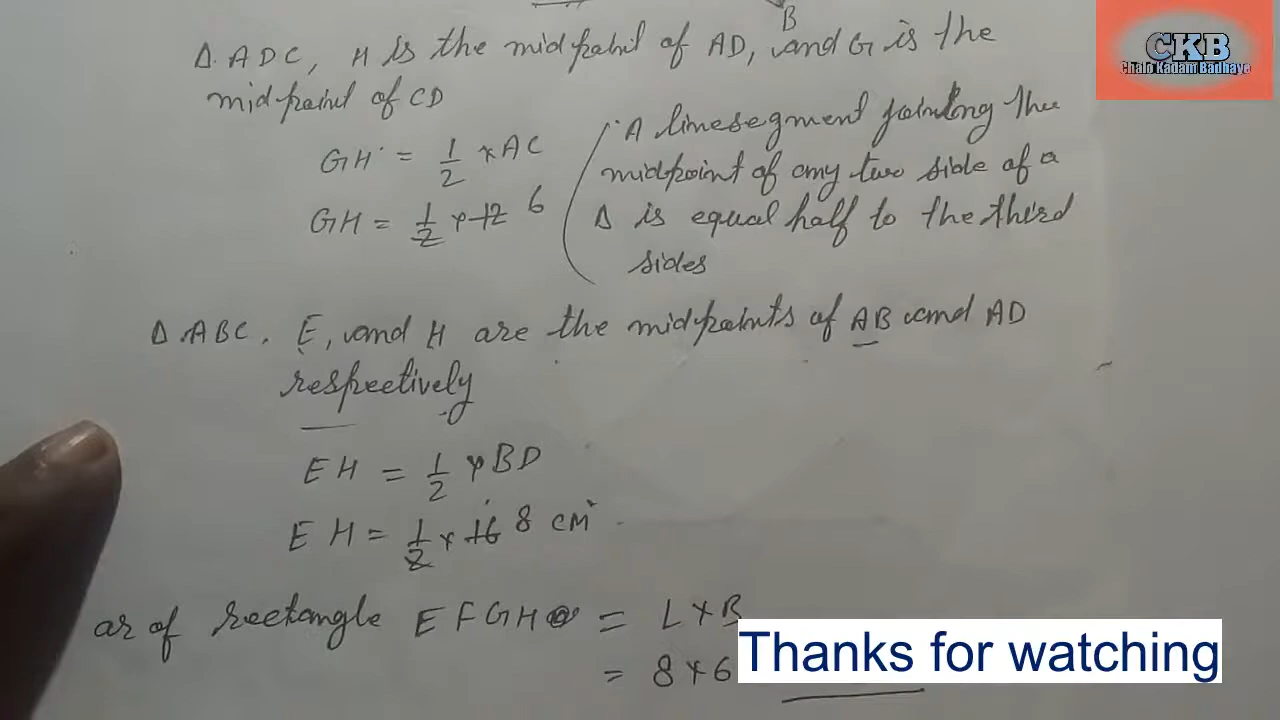 B
Δ.ADC, H is the midpoint of AD, and G is the
midpoint of CD
GH = 1/2 × AC
GH = 1/2 × 12 6
∵ A linesegment joining the
midpoint of any two side of a
Δ is equal half to the third
sides
Δ.ABC. E, and H are the midpoints of AB and AD
respectively
EH = 1/2 × BD
EH = 1/2 × 16 8 cm
ar of rectangle EFGH = L × B
= 8 × 6
CKB
Chalo Kadam Badhaye
Thanks for watching